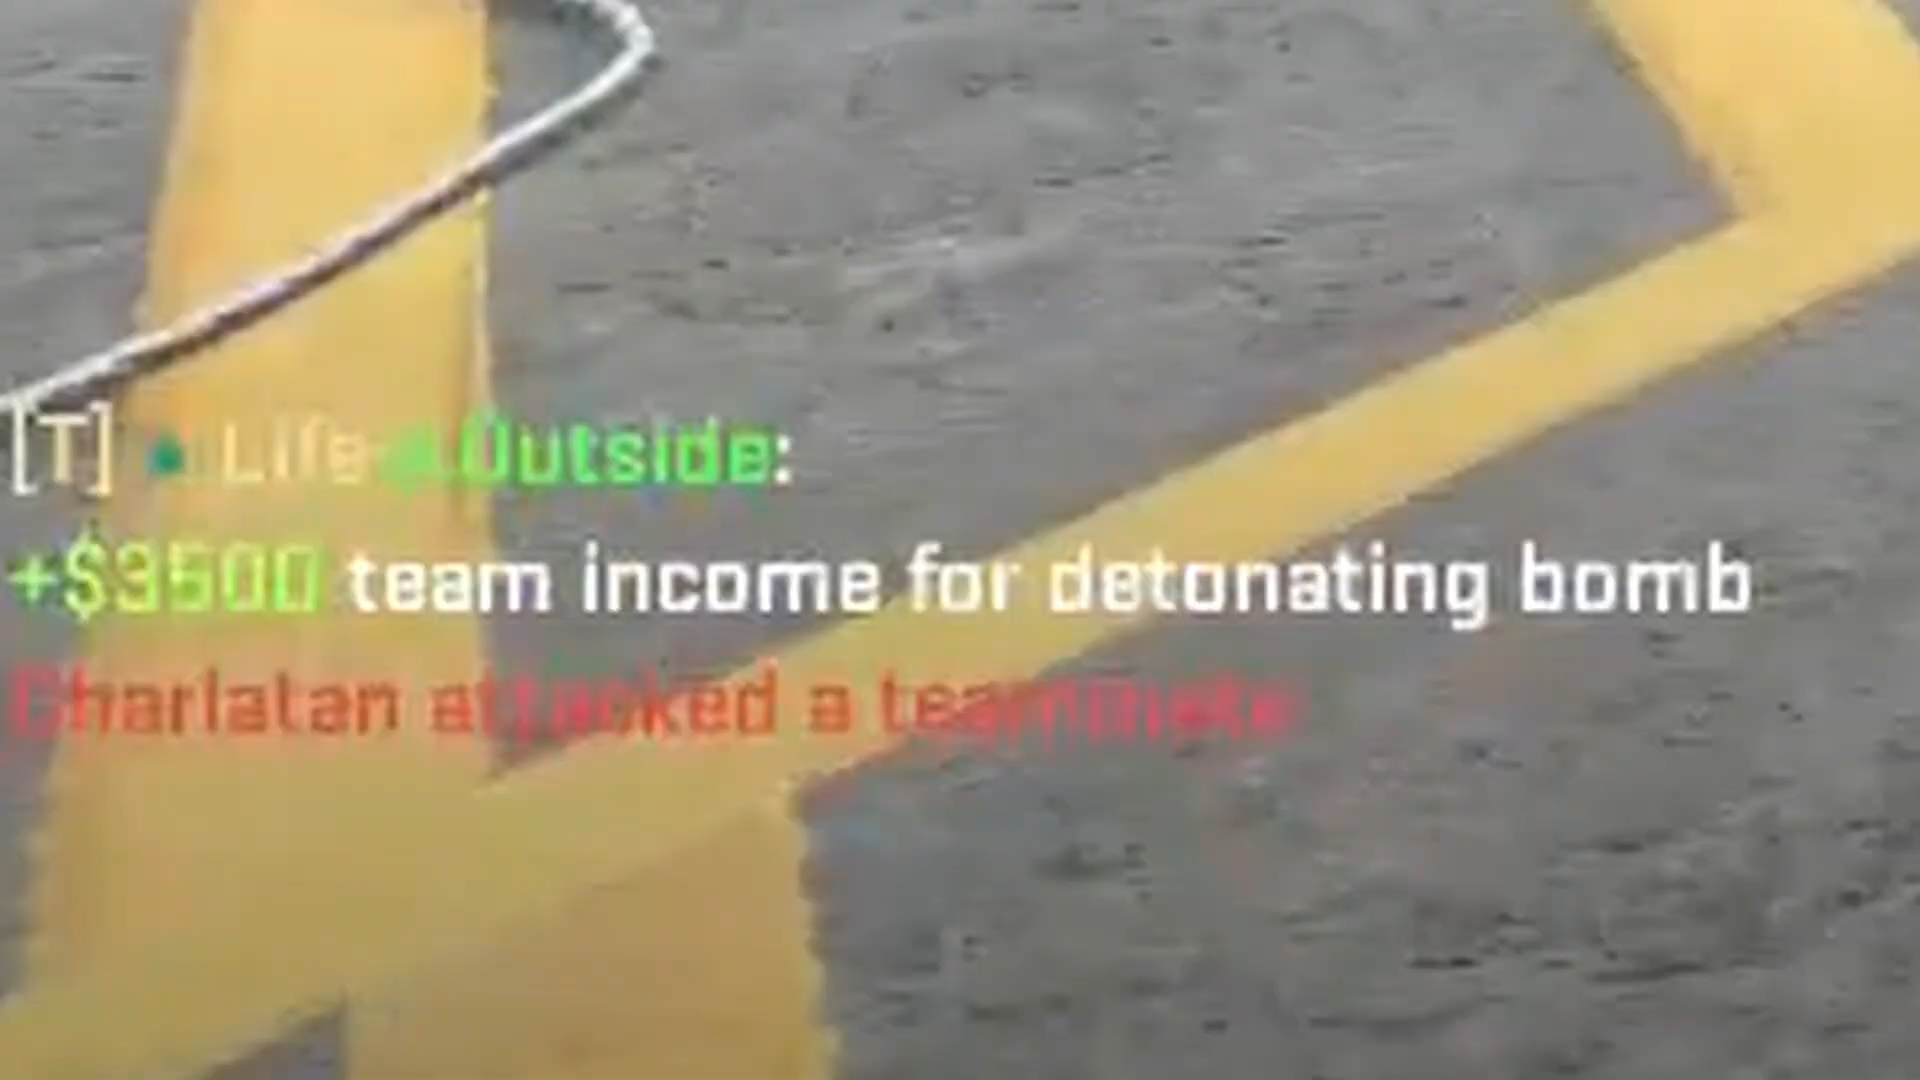 [T] Life Outside:
+$3500 team income for detonating bomb
Charlatan attacked a teammate